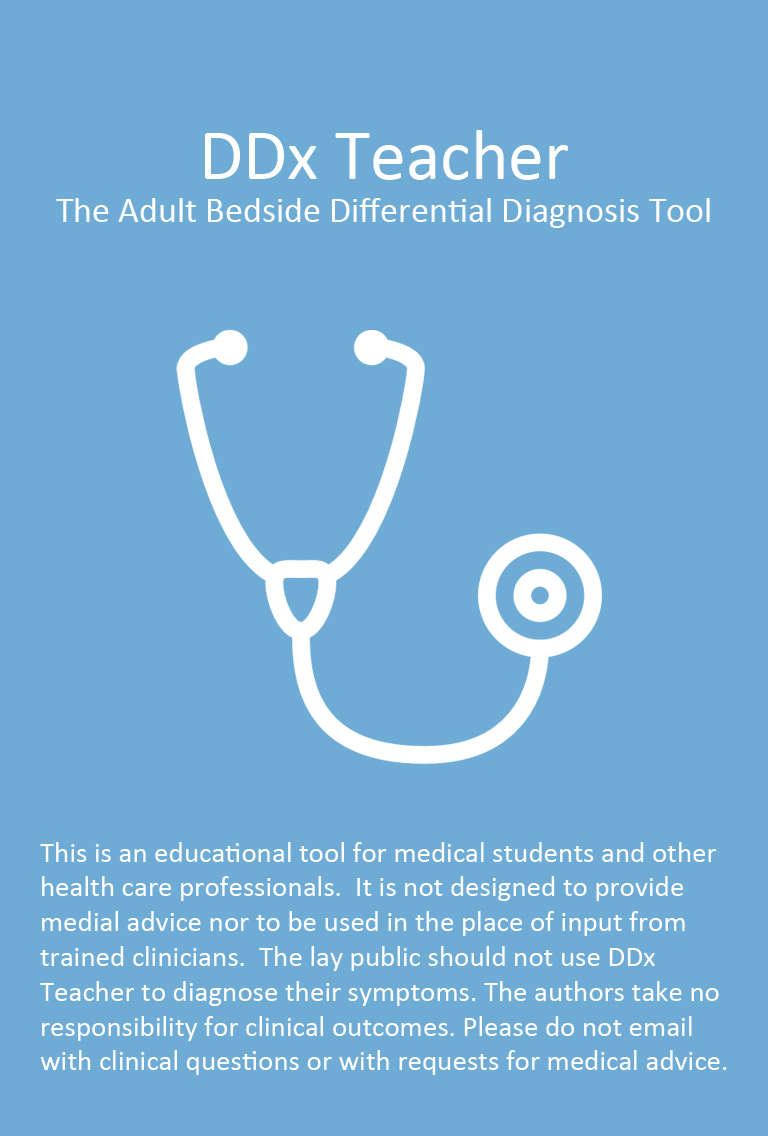 DDx Teacher
The Adult Bedside Differential Diagnosis Tool
This is an educational tool for medical students and other
health care professionals.  It is not designed to provide
medial advice nor to be used in the place of input from
trained clinicians.  The lay public should not use DDx
Teacher to diagnose their symptoms. The authors take no
responsibility for clinical outcomes. Please do not email
with clinical questions or with requests for medical advice.